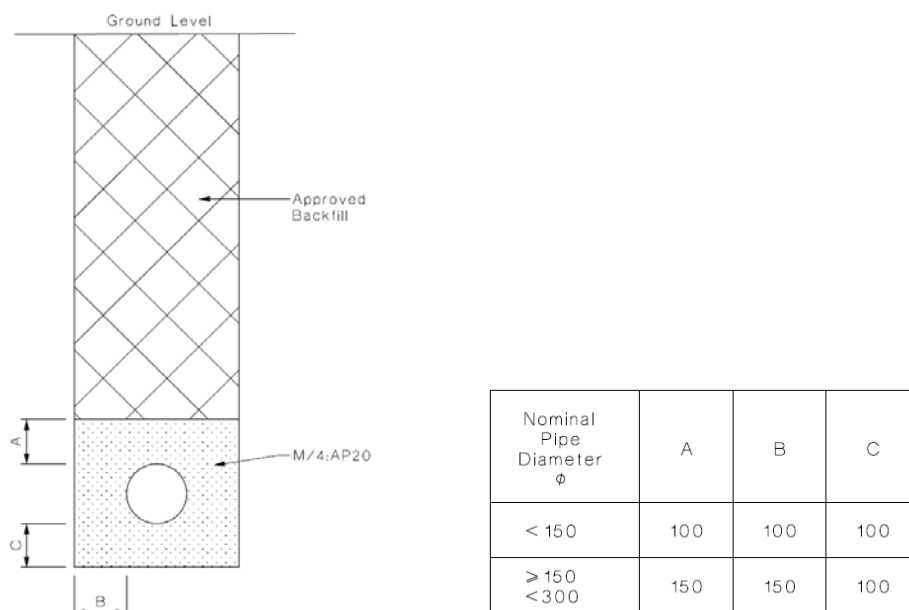 Ground Level
Approved
Backfill
A
M/4:AP20
C
B
Nominal
Pipe
Diameter
φ
A
B
C
< 150
100
100
100
≥ 150
<300
150
150
100